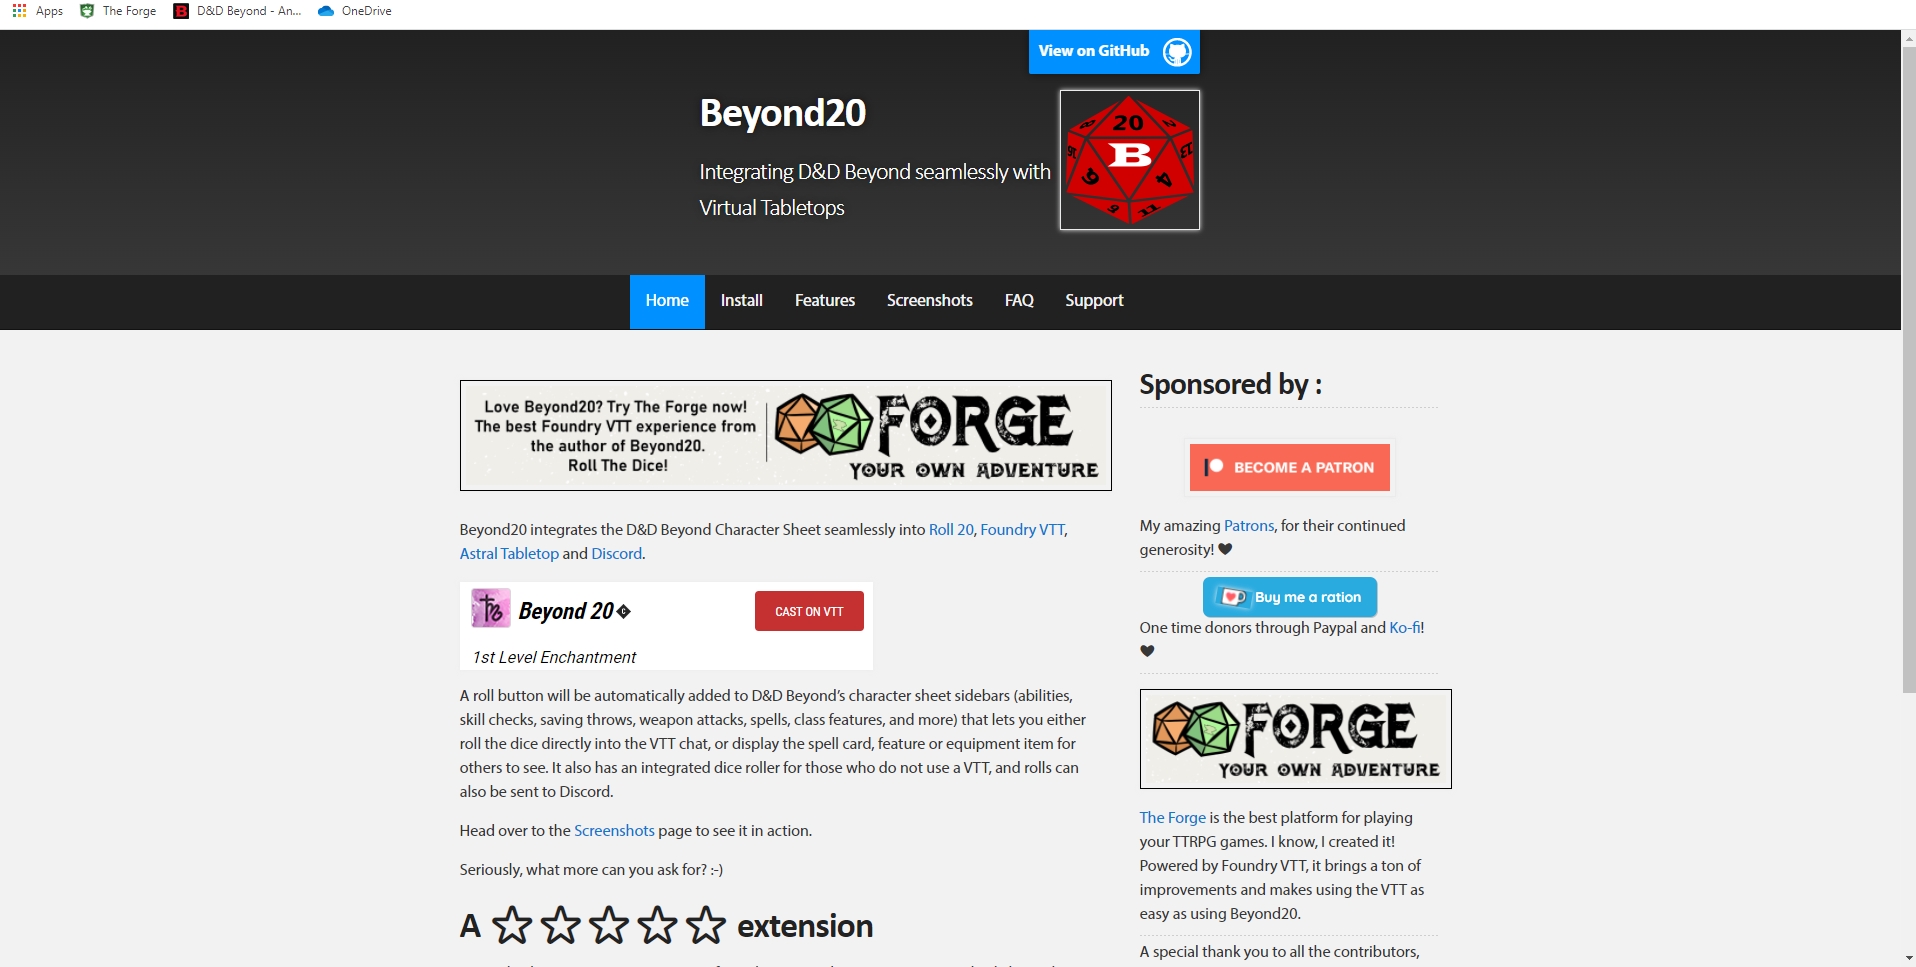 Apps
The Forge
D&D Beyond - An...
OneDrive
View on GitHub
Beyond20
Integrating D&D Beyond seamlessly with
Virtual Tabletops
20
B
Home
Install
Features
Screenshots
FAQ
Support
Love Beyond20? Try The Forge now!
The best Foundry VTT experience from
the author of Beyond20.
Roll The Dice!
FORGE
YOUR OWN ADVENTURE
Beyond20 integrates the D&D Beyond Character Sheet seamlessly into Roll 20, Foundry VTT,
Astral Tabletop and Discord.
Beyond 20
CAST ON VTT
1st Level Enchantment
A roll button will be automatically added to D&D Beyond’s character sheet sidebars (abilities,
skill checks, saving throws, weapon attacks, spells, class features, and more) that lets you either
roll the dice directly into the VTT chat, or display the spell card, feature or equipment item for
others to see. It also has an integrated dice roller for those who do not use a VTT, and rolls can
also be sent to Discord.
Head over to the Screenshots page to see it in action.
Seriously, what more can you ask for? :-)
A ☆☆☆☆☆ extension
Sponsored by :
BECOME A PATRON
My amazing Patrons, for their continued
generosity! ♥
Buy me a ration
One time donors through Paypal and Ko-fi!
♥
FORGE
YOUR OWN ADVENTURE
The Forge is the best platform for playing
your TTRPG games. I know, I created it!
Powered by Foundry VTT, it brings a ton of
improvements and makes using the VTT as
easy as using Beyond20.
A special thank you to all the contributors,